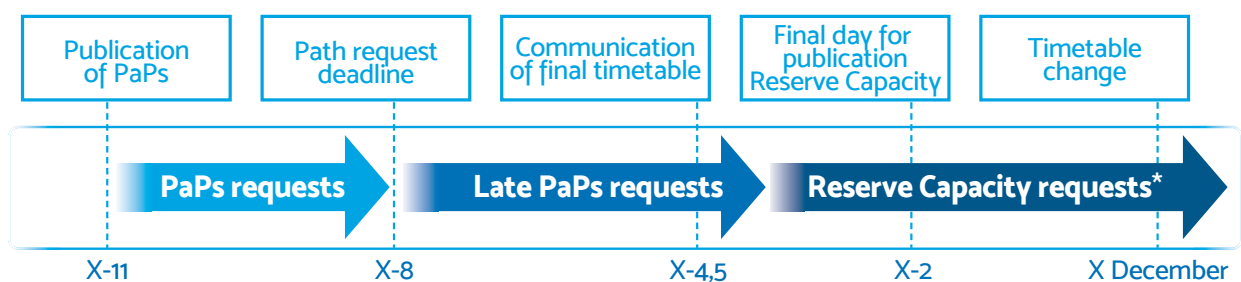 Publication
of PaPs
Path request
deadline
Communication
of final timetable
Final day for
publication
Reserve Capacity
Timetable
change
PaPs requests
Late PaPs requests
Reserve Capacity requests*
X-11
X-8
X-4,5
X-2
X December